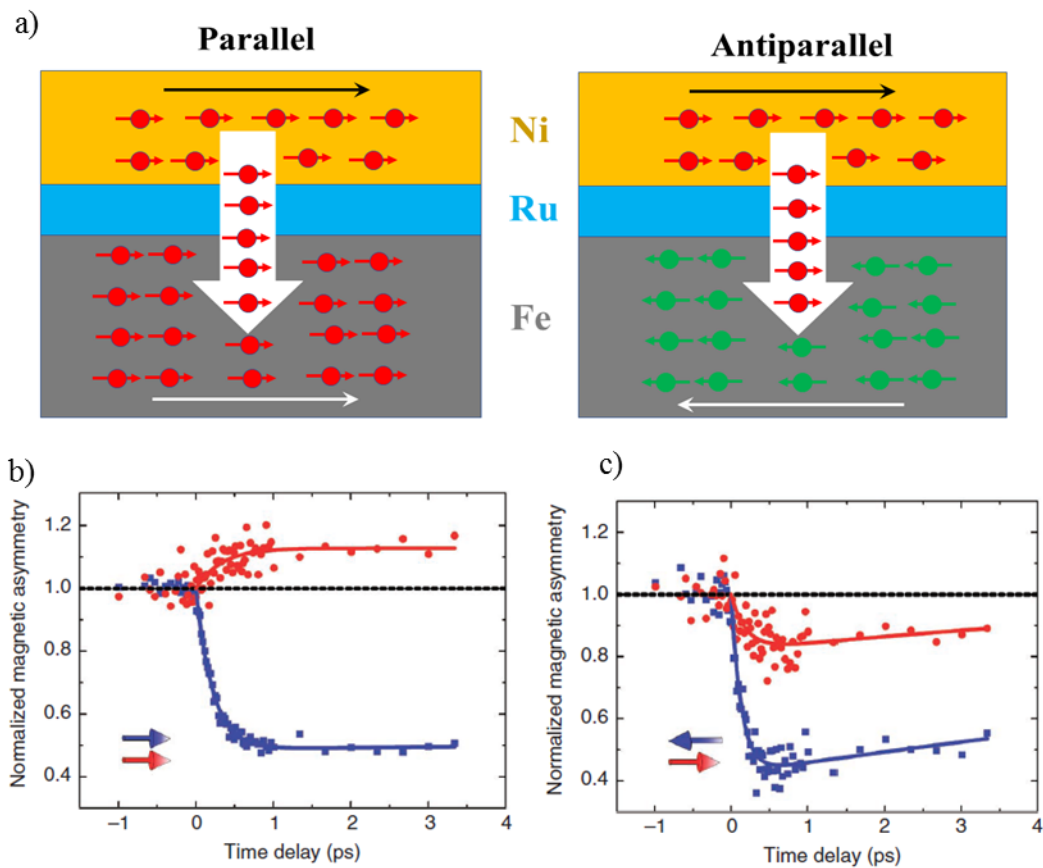 a)
Parallel
Antiparallel
Ni
Ru
Fe
b)
Normalized magnetic asymmetry
1.2
1.0
0.8
0.6
0.4
−1
0
1
2
3
4
Time delay (ps)
c)
Normalized magnetic asymmetry
1.2
1.0
0.8
0.6
0.4
−1
0
1
2
3
4
Time delay (ps)